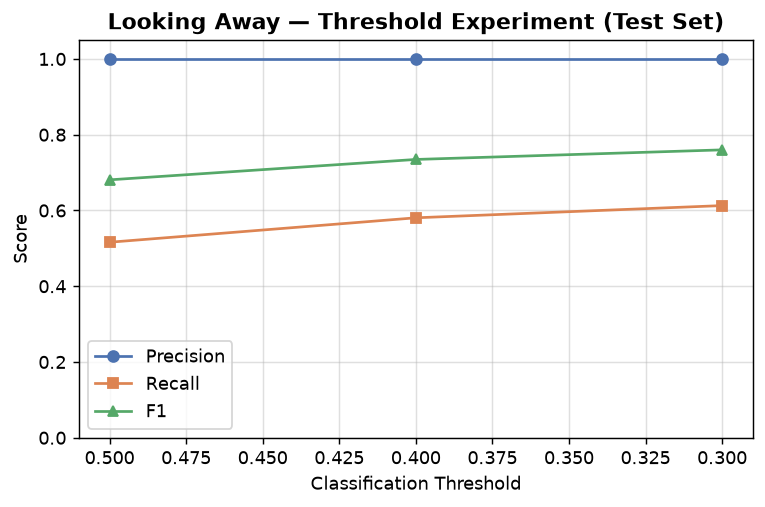 Looking Away — Threshold Experiment (Test Set)
1.0
0.8
0.6
0.4
0.2
0.0
Score
Precision
Recall
F1
0.500 0.475 0.450 0.425 0.400 0.375 0.350 0.325 0.300
Classification Threshold